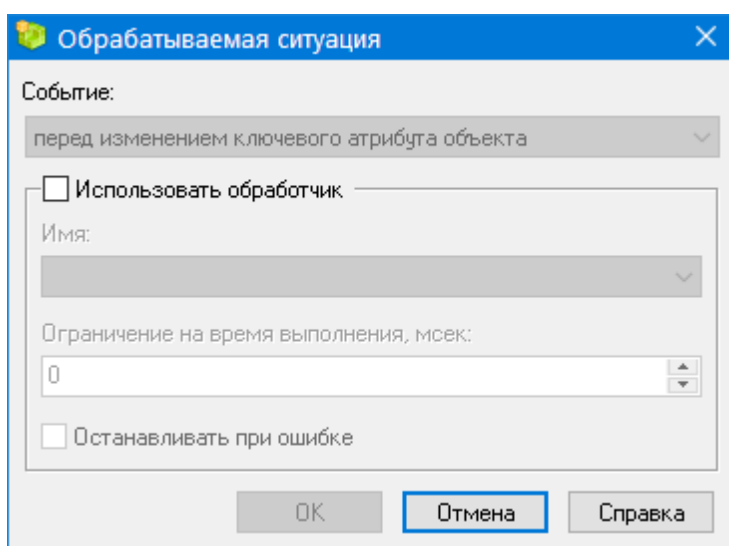 Обрабатываемая ситуация
Событие:
перед изменением ключевого атрибута объекта
Использовать обработчик
Имя:
Ограничение на время выполнения, мсек:
0
Останавливать при ошибке
OK Отмена Справка